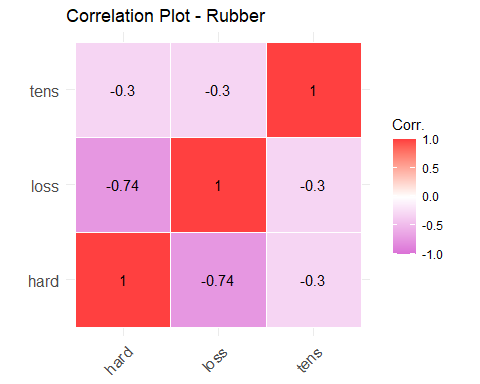 Correlation Plot - Rubber
tens
-0.3
-0.3
1
loss
-0.74
1
-0.3
hard
1
-0.74
-0.3
hard
loss
tens
Corr.
1.0
0.5
0.0
-0.5
-1.0